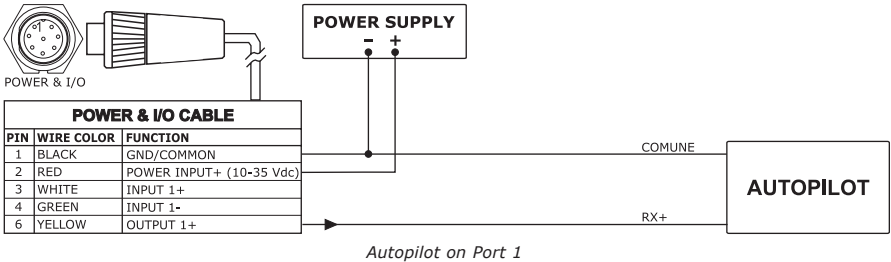 POWER SUPPLY
- +
1
POWER & I/O
POWER & I/O CABLE
PIN WIRE COLOR FUNCTION
1 BLACK GND/COMMON
2 RED POWER INPUT+ (10-35 Vdc)
3 WHITE INPUT 1+
4 GREEN INPUT 1-
6 YELLOW OUTPUT 1+
COMUNE
AUTOPILOT
RX+
Autopilot on Port 1